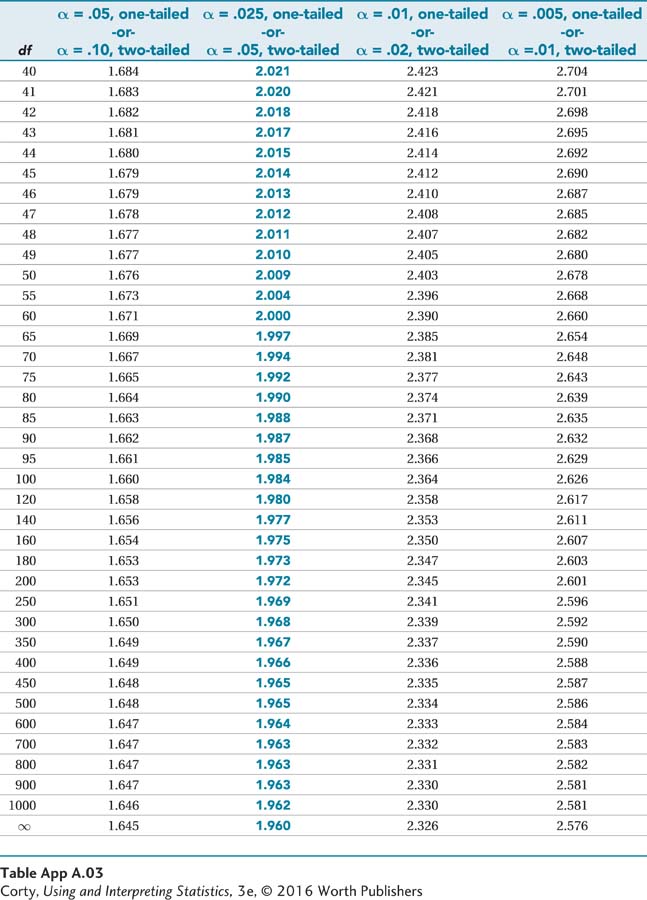 α = .05, one-tailed α = .025, one-tailed α = .01, one-tailed α = .005, one-tailed
-or- -or- -or- -or-
df α = .10, two-tailed α = .05, two-tailed α = .02, two-tailed α =.01, two-tailed
40 1.684 2.021 2.423 2.704
41 1.683 2.020 2.421 2.701
42 1.682 2.018 2.418 2.698
43 1.681 2.017 2.416 2.695
44 1.680 2.015 2.414 2.692
45 1.679 2.014 2.412 2.690
46 1.679 2.013 2.410 2.687
47 1.678 2.012 2.408 2.685
48 1.677 2.011 2.407 2.682
49 1.677 2.010 2.405 2.680
50 1.676 2.009 2.403 2.678
55 1.673 2.004 2.396 2.668
60 1.671 2.000 2.390 2.660
65 1.669 1.997 2.385 2.654
70 1.667 1.994 2.381 2.648
75 1.665 1.992 2.377 2.643
80 1.664 1.990 2.374 2.639
85 1.663 1.988 2.371 2.635
90 1.662 1.987 2.368 2.632
95 1.661 1.985 2.366 2.629
100 1.660 1.984 2.364 2.626
120 1.658 1.980 2.358 2.617
140 1.656 1.977 2.353 2.611
160 1.654 1.975 2.350 2.607
180 1.653 1.973 2.347 2.603
200 1.653 1.972 2.345 2.601
250 1.651 1.969 2.341 2.596
300 1.650 1.968 2.339 2.592
350 1.649 1.967 2.337 2.590
400 1.649 1.966 2.336 2.588
450 1.648 1.965 2.335 2.587
500 1.648 1.965 2.334 2.586
600 1.647 1.964 2.333 2.584
700 1.647 1.963 2.332 2.583
800 1.647 1.963 2.331 2.582
900 1.647 1.963 2.330 2.581
1000 1.646 1.962 2.330 2.581
∞ 1.645 1.960 2.326 2.576
Table App A.03
Corty, Using and Interpreting Statistics, 3e, © 2016 Worth Publishers